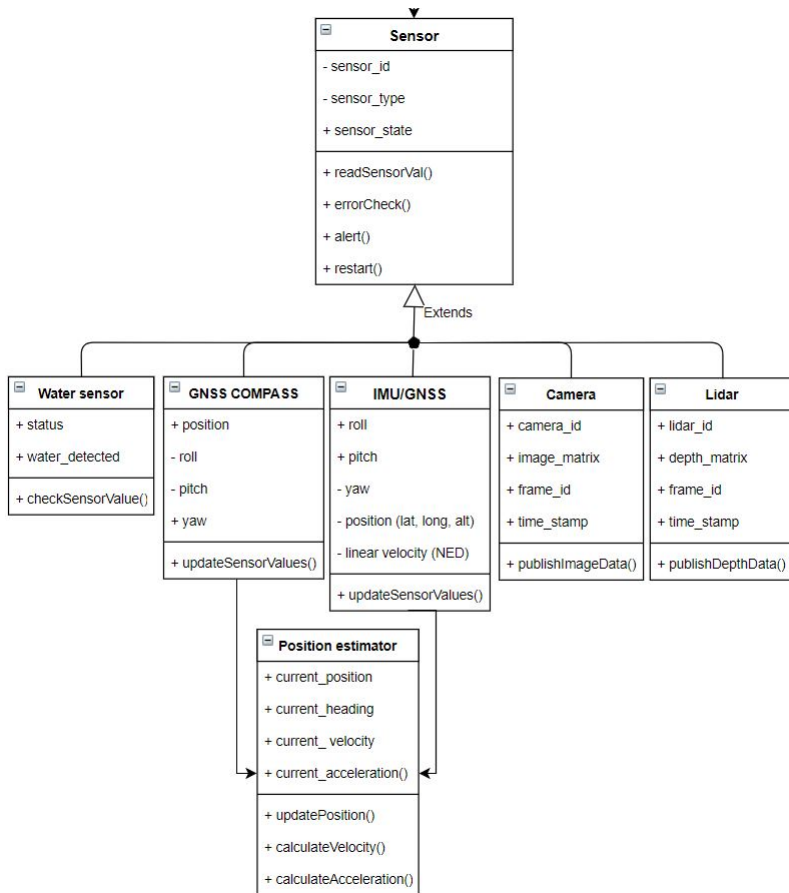 Sensor
- sensor_id
- sensor_type
+ sensor_state
+ readSensorVal()
+ errorCheck()
+ alert()
+ restart()
Extends
Water sensor
+ status
+ water_detected
+ checkSensorValue()
GNSS COMPASS
+ position
- roll
- pitch
+ yaw
+ updateSensorValues()
IMU/GNSS
+ roll
+ pitch
- yaw
- position (lat, long, alt)
- linear velocity (NED)
+ updateSensorValues()
Camera
+ camera_id
+ image_matrix
+ frame_id
+ time_stamp
+ publishImageData()
Lidar
+ lidar_id
+ depth_matrix
+ frame_id
+ time_stamp
+ publishDepthData()
Position estimator
+ current_position
+ current_heading
+ current_ velocity
+ current_acceleration()
+ updatePosition()
+ calculateVelocity()
+ calculateAcceleration()